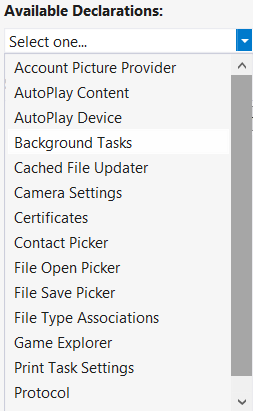 Available Declarations:
Select one...
Account Picture Provider
AutoPlay Content
AutoPlay Device
Background Tasks
Cached File Updater
Camera Settings
Certificates
Contact Picker
File Open Picker
File Save Picker
File Type Associations
Game Explorer
Print Task Settings
Protocol